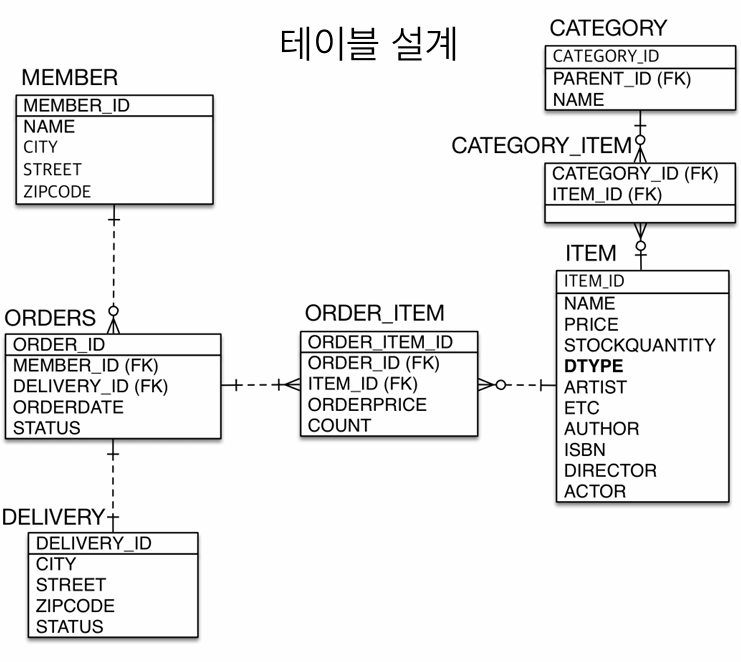 테이블 설계
MEMBER
MEMBER_ID
NAME
CITY
STREET
ZIPCODE
ORDERS
ORDER_ID
MEMBER_ID (FK)
DELIVERY_ID (FK)
ORDERDATE
STATUS
DELIVERY
DELIVERY_ID
CITY
STREET
ZIPCODE
STATUS
ORDER_ITEM
ORDER_ITEM_ID
ORDER_ID (FK)
ITEM_ID (FK)
ORDERPRICE
COUNT
CATEGORY
CATEGORY_ID
PARENT_ID (FK)
NAME
CATEGORY_ITEM
CATEGORY_ID (FK)
ITEM_ID (FK)
ITEM
ITEM_ID
NAME
PRICE
STOCKQUANTITY
DTYPE
ARTIST
ETC
AUTHOR
ISBN
DIRECTOR
ACTOR